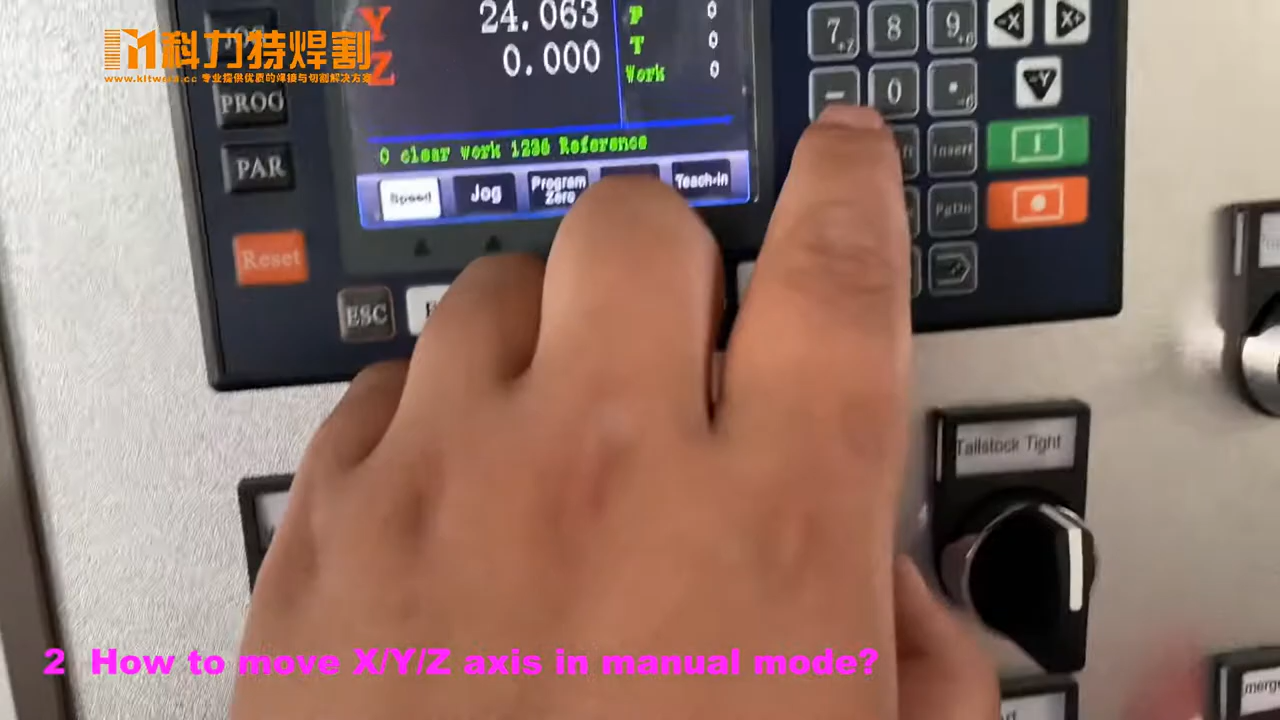 科力特焊割
www.kltweld.cc 专业提供优质的焊接与切割解决方案
JOG
PROG
PAR
Reset
ESC
Y 24.063
Z 0.000
P 0
T 0
Work 0
0 clear work 1236 Reference
Speed
Jog
Program Zero
Teach-in
7 +Z
8
9
-X
X+
-
0
.
-Y
Insert
PgDn
Tailstock Tight
2 How to move X/Y/Z axis in manual mode?